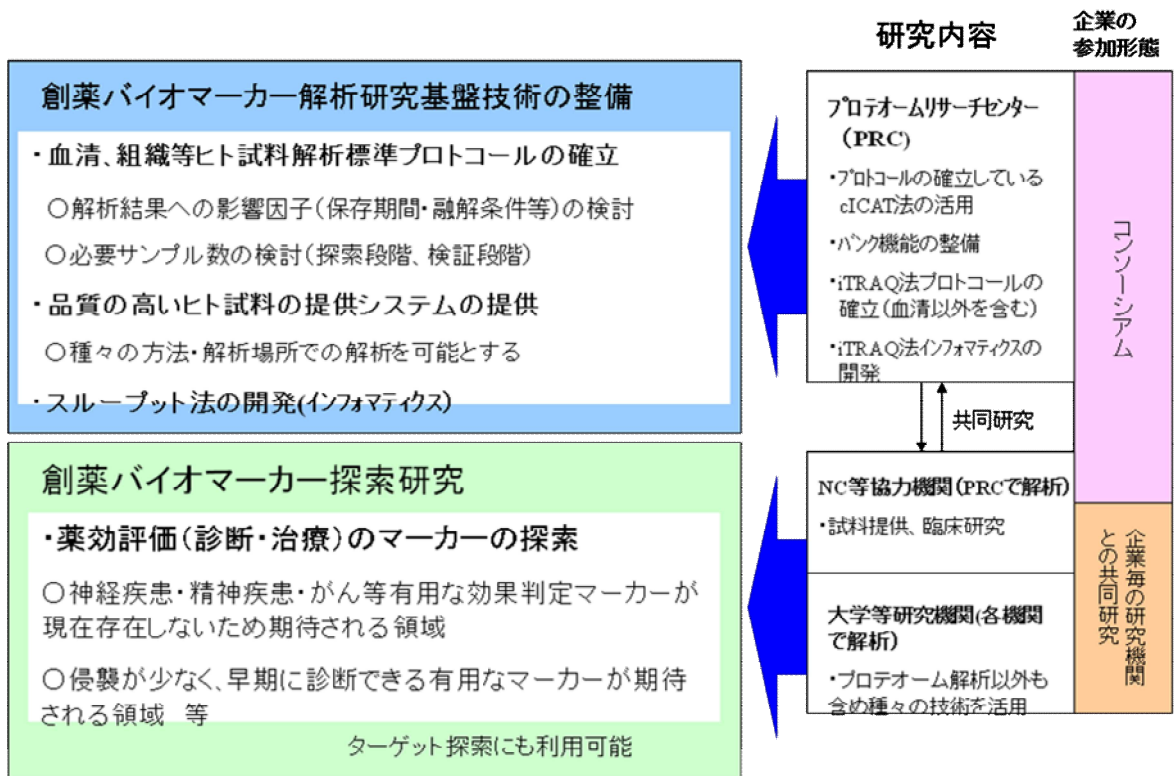 研究内容
企業の
参加形態
創薬バイオマーカー解析研究基盤技術の整備
・血清、組織等ヒト試料解析標準プロトコールの確立
○解析結果への影響因子(保存期間・融解条件等)の検討
○必要サンプル数の検討(探索段階、検証段階)
・品質の高いヒト試料の提供システムの提供
○種々の方法・解析場所での解析を可能とする
・スループット法の開発(インフォマティクス)
プロテオームリサーチセンター
(PRC)
・プロトコールの確立している
cICAT法の活用
・バンク機能の整備
・iTRAQ法プロトコールの
確立(血清以外を含む)
・iTRAQ法インフォマティクスの
開発
コンソーシアム
共同研究
創薬バイオマーカー探索研究
・薬効評価(診断・治療)のマーカーの探索
○神経疾患・精神疾患・がん等有用な効果判定マーカーが
現在存在しないため期待される領域
○侵襲が少なく、早期に診断できる有用なマーカーが期待
される領域 等
ターゲット探索にも利用可能
NC等協力機関(PRCで解析)
・試料提供、臨床研究
大学等研究機関(各機関
で解析)
・プロテオーム解析以外も
含め種々の技術を活用
企業毎の研究機関
との共同研究